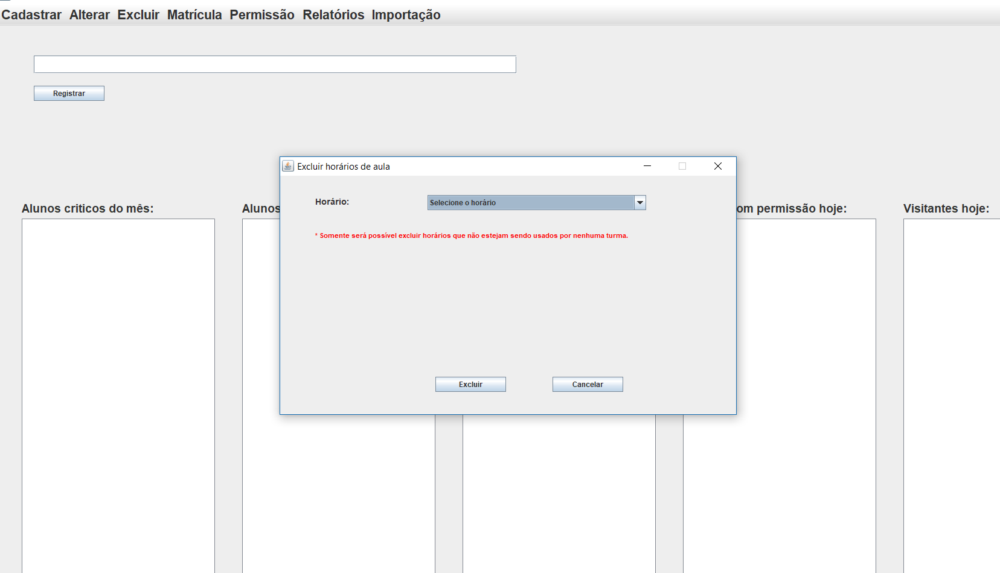 Cadastrar Alterar Excluir Matrícula Permissão Relatórios Importação
Registrar
Excluir horários de aula
Horário:
Selecione o horário
* Somente será possível excluir horários que não estejam sendo usados por nenhuma turma.
Excluir
Cancelar
Alunos criticos do mês:
Alunos
om permissão hoje:
Visitantes hoje: